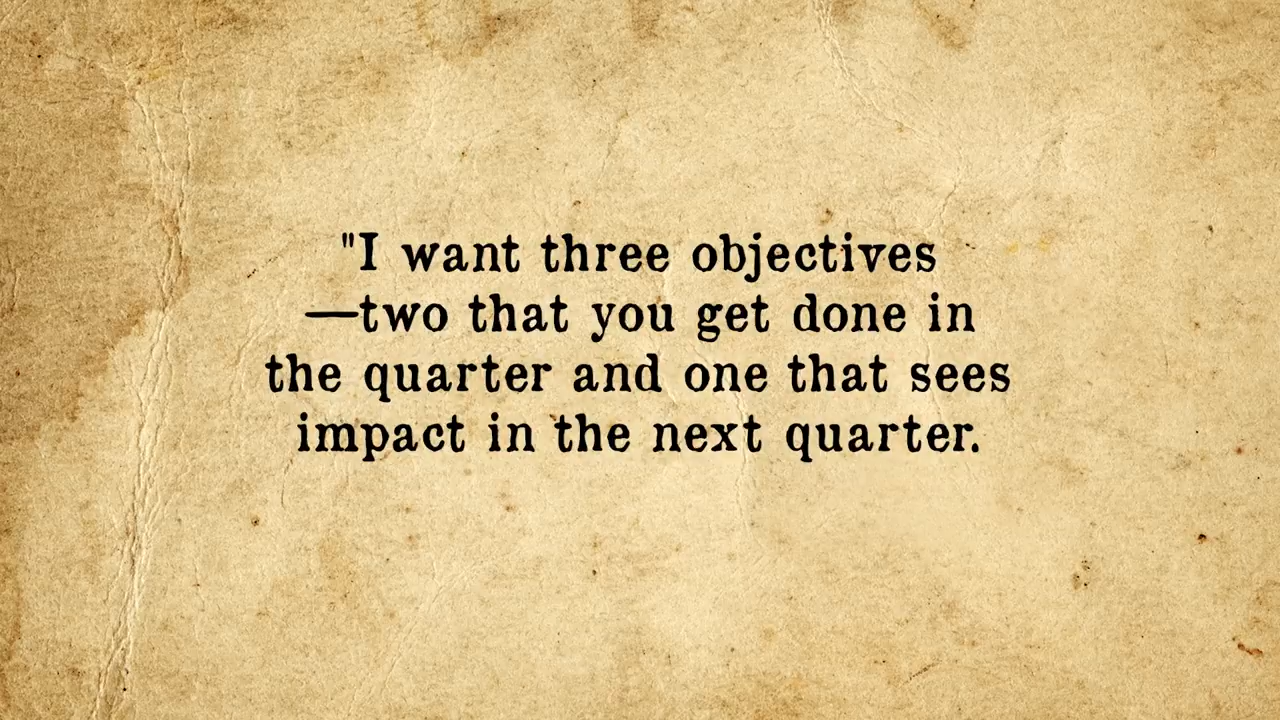 "I want three objectives
—two that you get done in
the quarter and one that sees
impact in the next quarter.